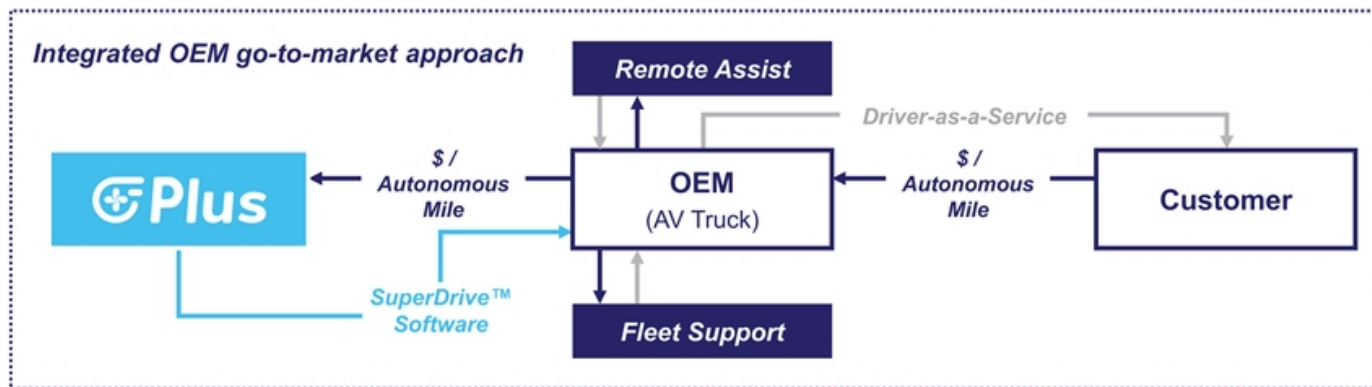 Integrated OEM go-to-market approach
Remote Assist
Driver-as-a-Service
Plus
$ /
Autonomous
Mile
OEM
(AV Truck)
$ /
Autonomous
Mile
Customer
SuperDrive™
Software
Fleet Support